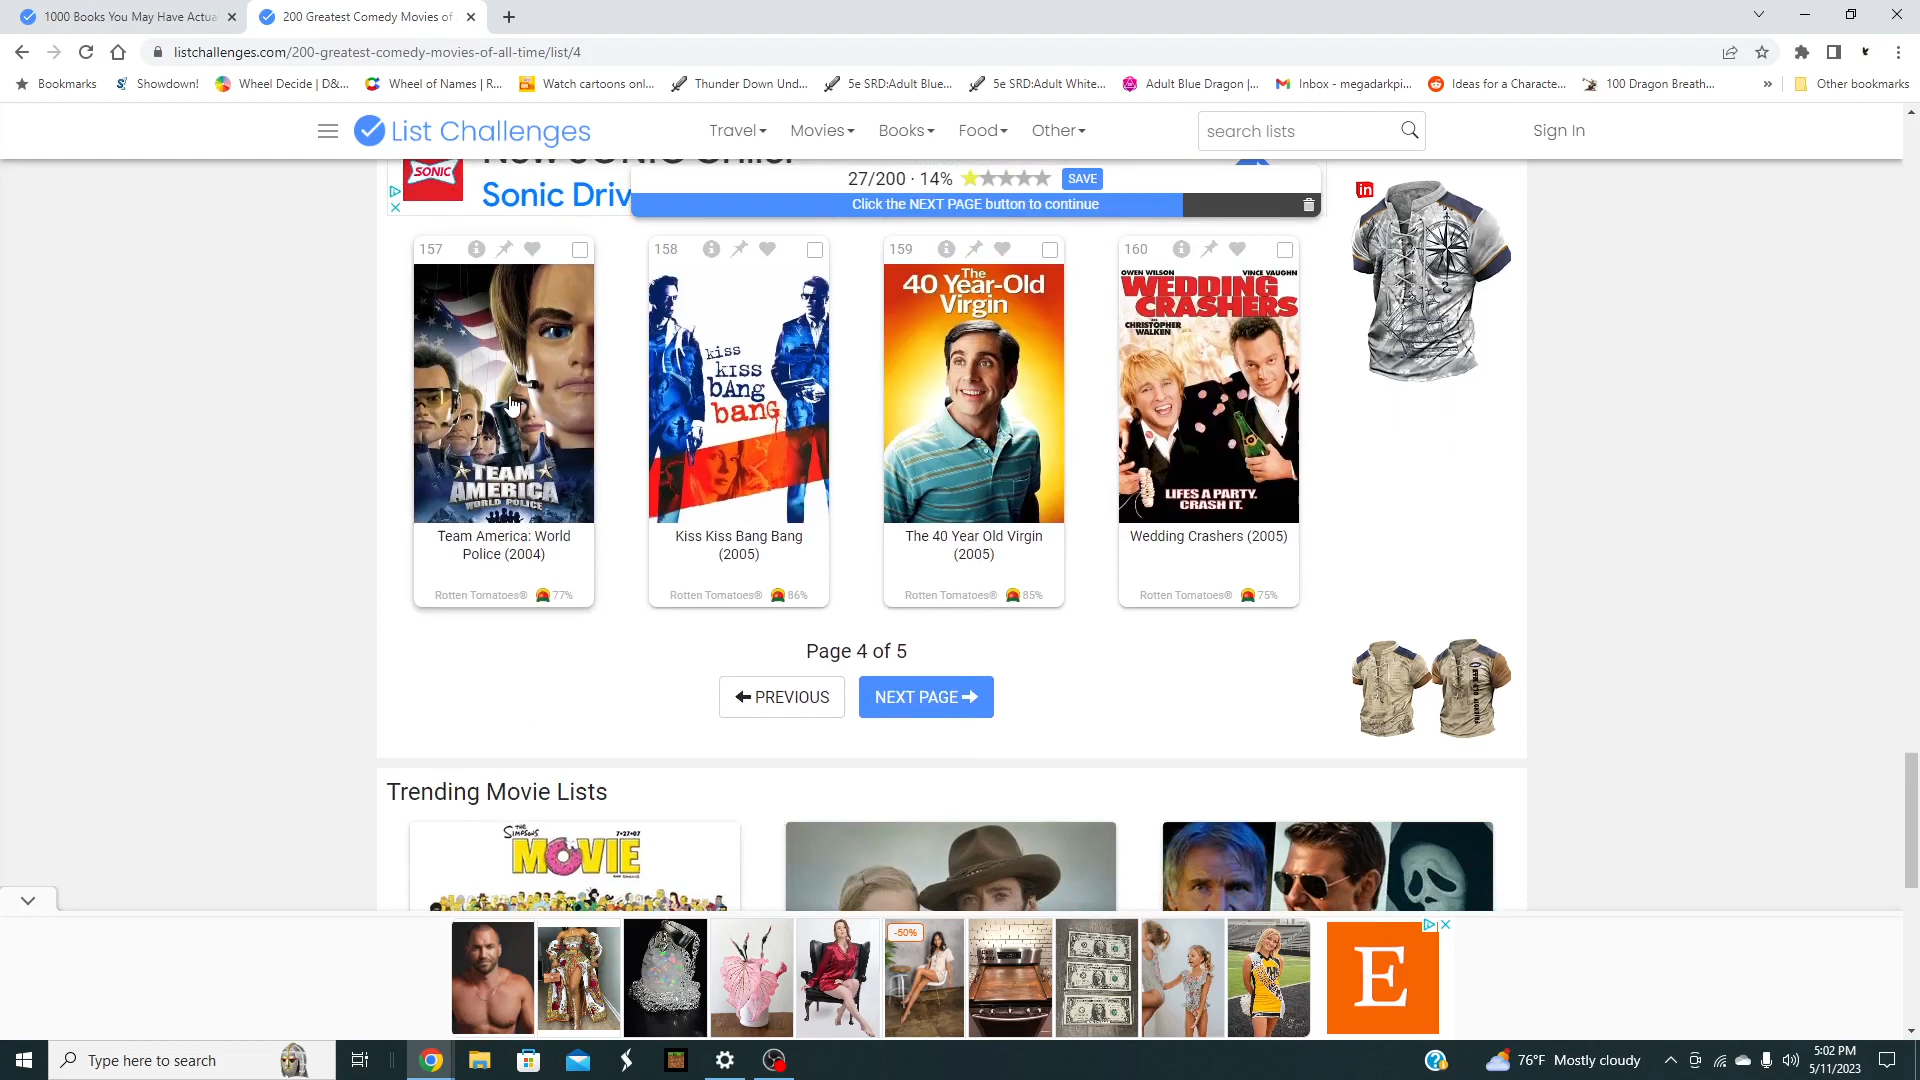 1000 Books You May Have Actua
200 Greatest Comedy Movies of
listchallenges.com/200-greatest-comedy-movies-of-all-time/list/4
Bookmarks
Showdown!
Wheel Decide | D&...
Wheel of Names | R...
Watch cartoons onl...
Thunder Down Und...
5e SRD:Adult Blue...
5e SRD:Adult White...
Adult Blue Dragon |...
Inbox - megadarkpi...
Ideas for a Characte...
100 Dragon Breath...
»
Other bookmarks
List Challenges
Travel
Movies
Books
Food
Other
search lists
Sign In
SONIC
Sonic Driv
27/200 · 14%
SAVE
Click the NEXT PAGE button to continue
in
157
158
159
160
TEAM
AMERICA
WORLD POLICE
kiss
kiss
bAng
bang
The
40 Year-Old
Virgin
OWEN WILSON
VINCE VAUGHN
WEDDING
CRASHERS
CHRISTOPHER
WALKEN
LIFES A PARTY.
CRASH IT.
Team America: World
Police (2004)
Kiss Kiss Bang Bang
(2005)
The 40 Year Old Virgin
(2005)
Wedding Crashers (2005)
Rotten Tomatoes® 77%
Rotten Tomatoes® 86%
Rotten Tomatoes® 85%
Rotten Tomatoes® 75%
Page 4 of 5
PREVIOUS
NEXT PAGE
Trending Movie Lists
THE
SIMPSONS
7•27•07
MOVIE
-50%
E
Type here to search
76°F Mostly cloudy
5:02 PM
5/11/2023